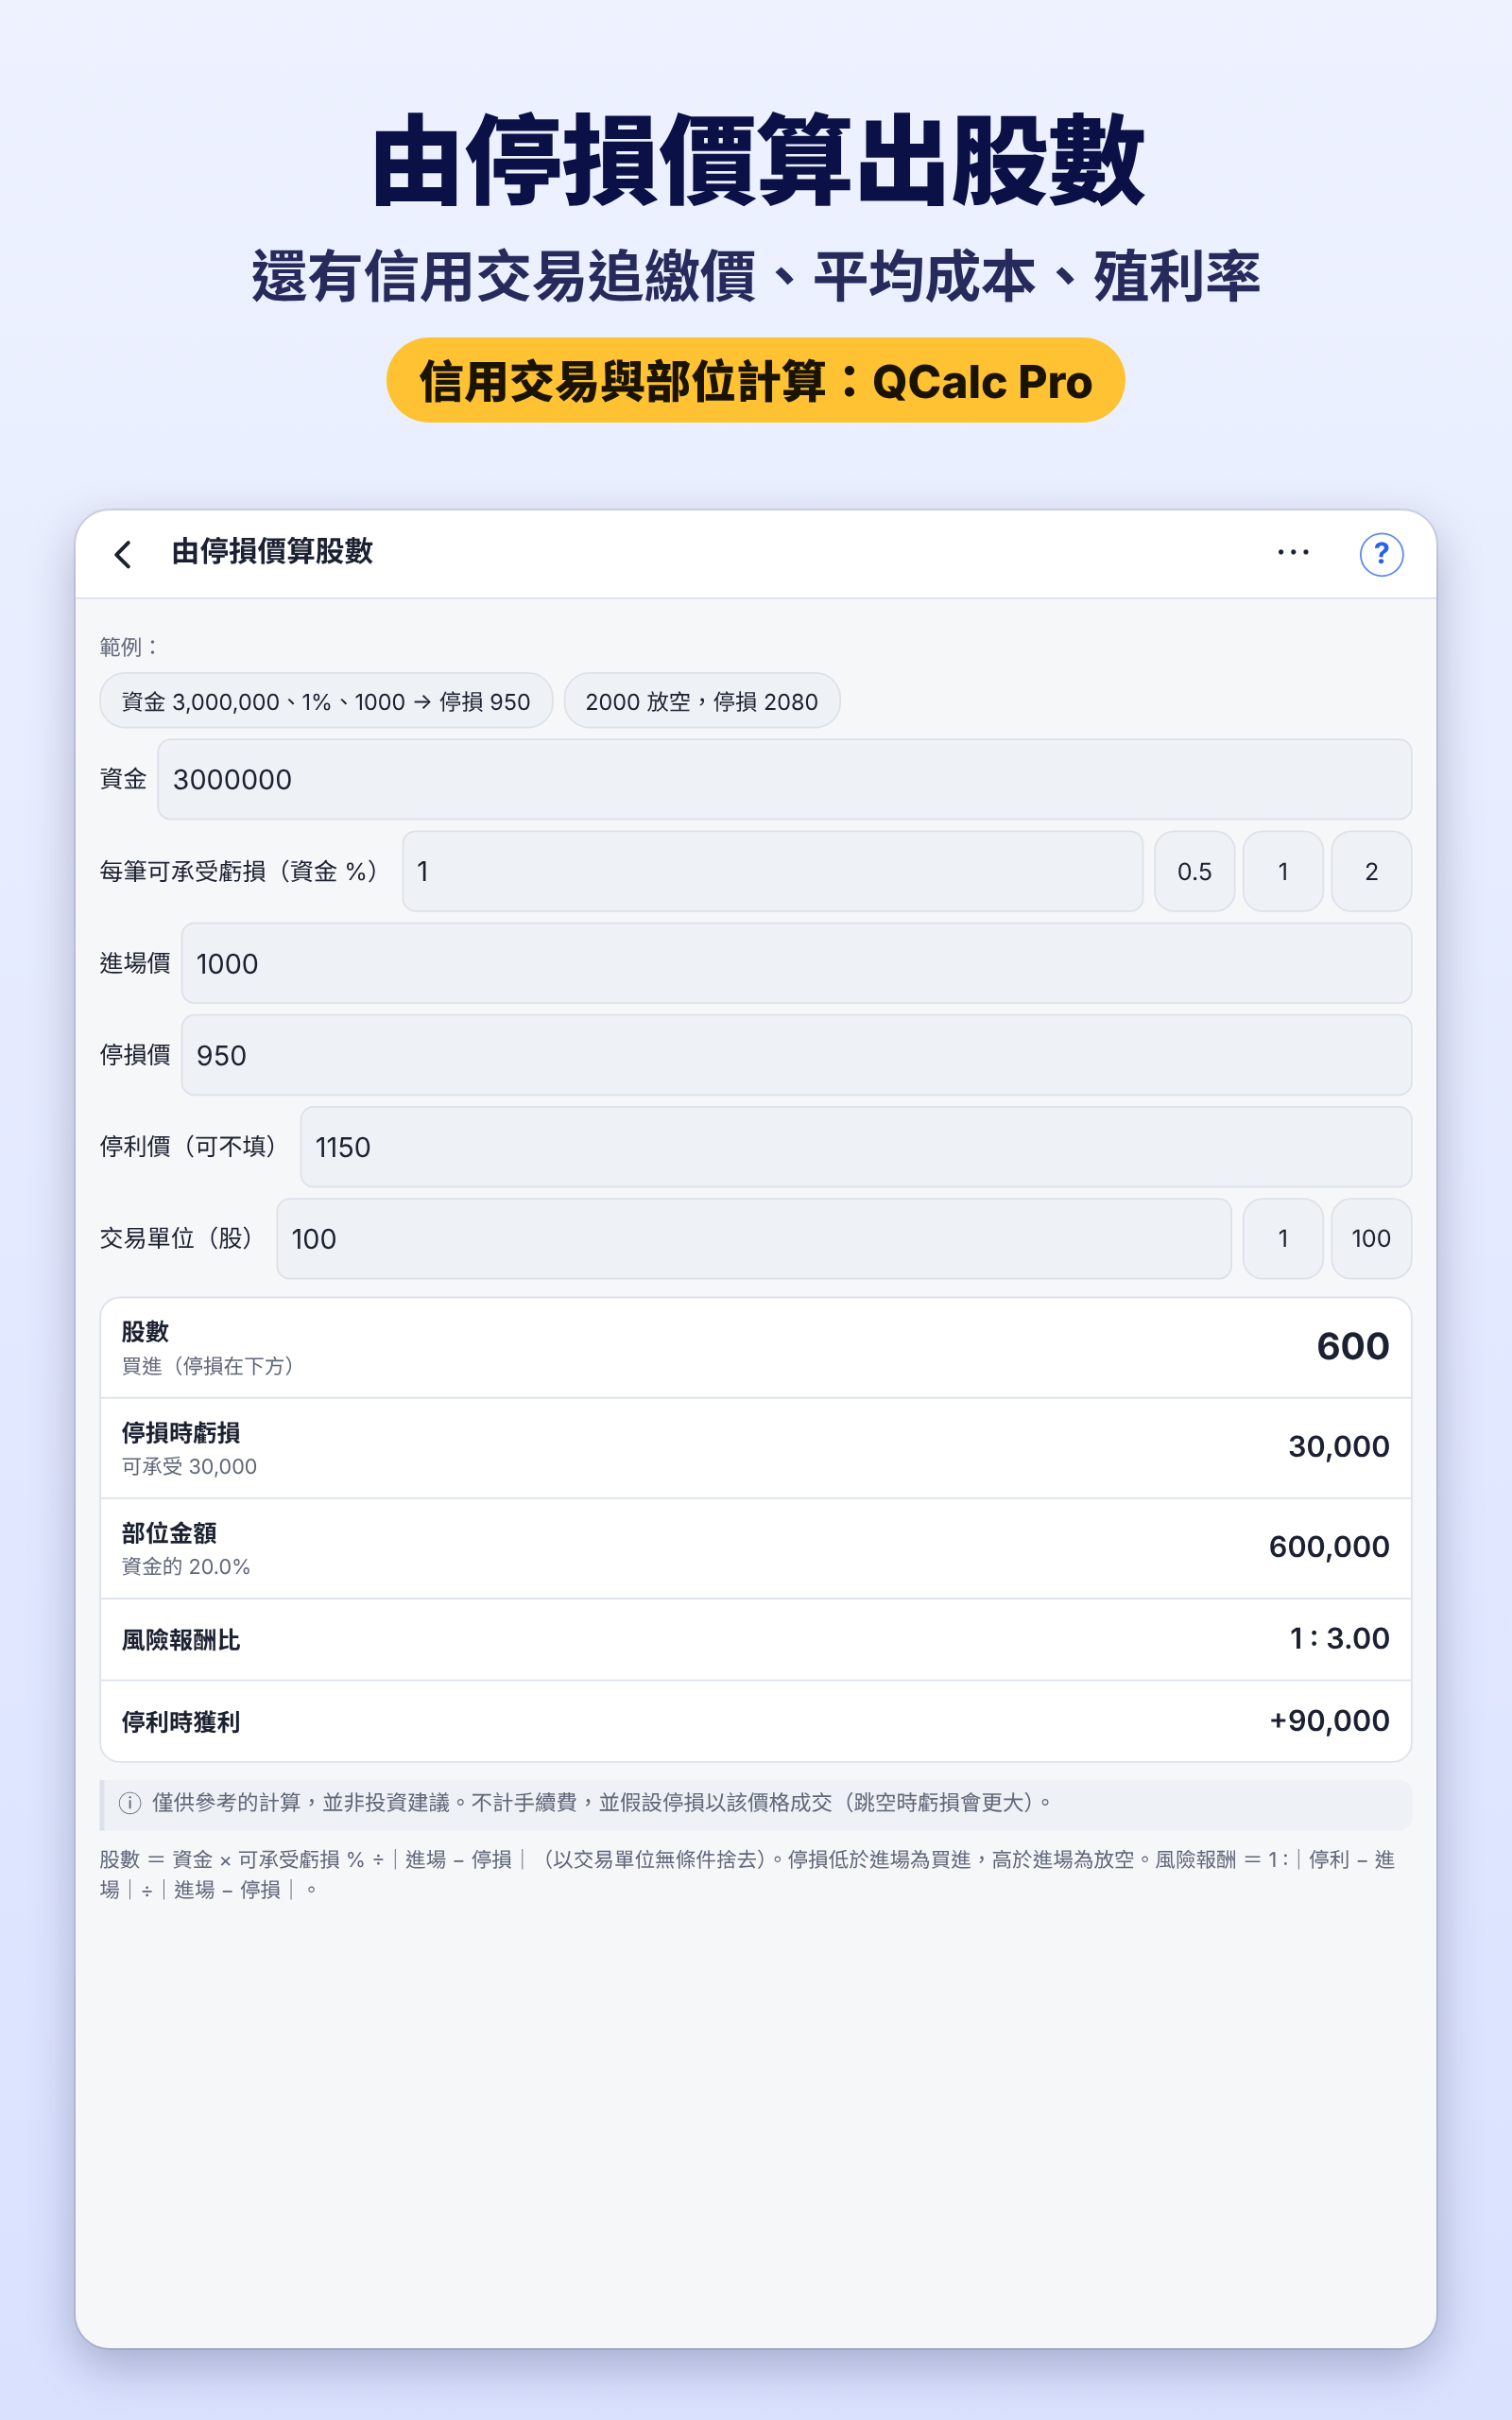 由停損價算出股數
還有信用交易追繳價、平均成本、殖利率
信用交易與部位計算：QCalc Pro
由停損價算股數
?
範例：
資金 3,000,000、1%、1000 → 停損 950
2000 放空，停損 2080
資金 3000000
每筆可承受虧損（資金 %） 1 0.5 1 2
進場價 1000
停損價 950
停利價（可不填） 1150
交易單位（股） 100 1 100
股數 600
買進（停損在下方）
停損時虧損 30,000
可承受 30,000
部位金額 600,000
資金的 20.0%
風險報酬比 1 : 3.00
停利時獲利 +90,000
ⓘ 僅供參考的計算，並非投資建議。不計手續費，並假設停損以該價格成交（跳空時虧損會更大）。
股數 ＝ 資金 × 可承受虧損 % ÷｜進場 − 停損｜（以交易單位無條件捨去）。停損低於進場為買進，高於進場為放空。風險報酬 ＝ 1 :｜停利 − 進
場｜÷｜進場 − 停損｜。